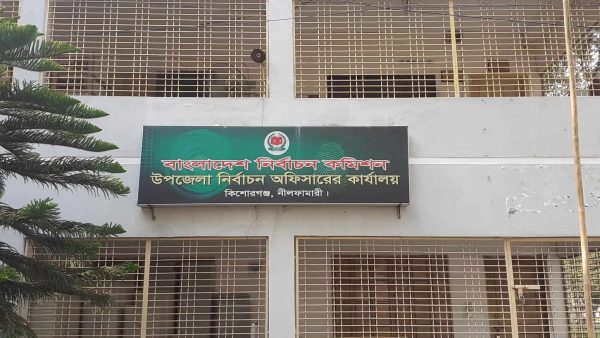 বাংলাদেশ নির্বাচন কমিশন
উপজেলা নির্বাচন অফিসারের কার্যালয়
কিশোরগঞ্জ, নীলফামারী।